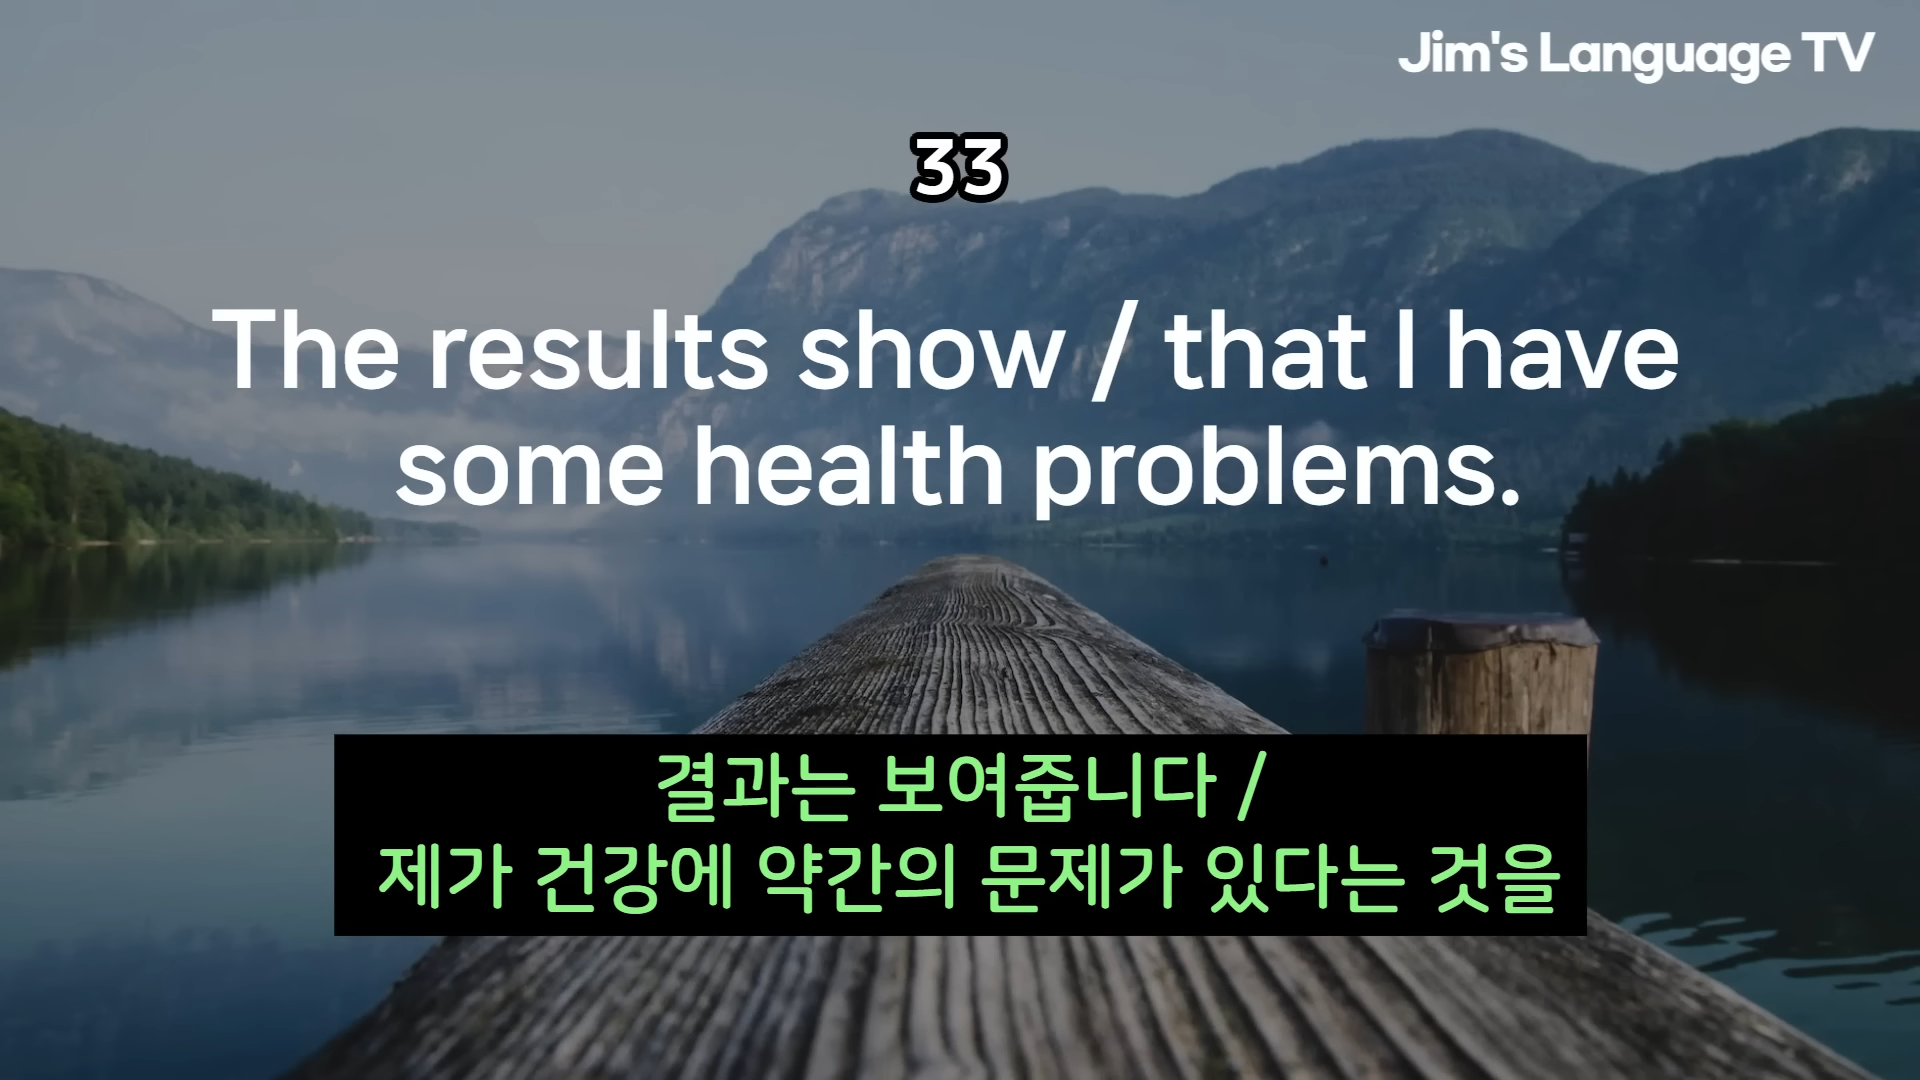 Jim's Language TV
33
The results show / that I have
some health problems.
결과는 보여줍니다 /
제가 건강에 약간의 문제가 있다는 것을